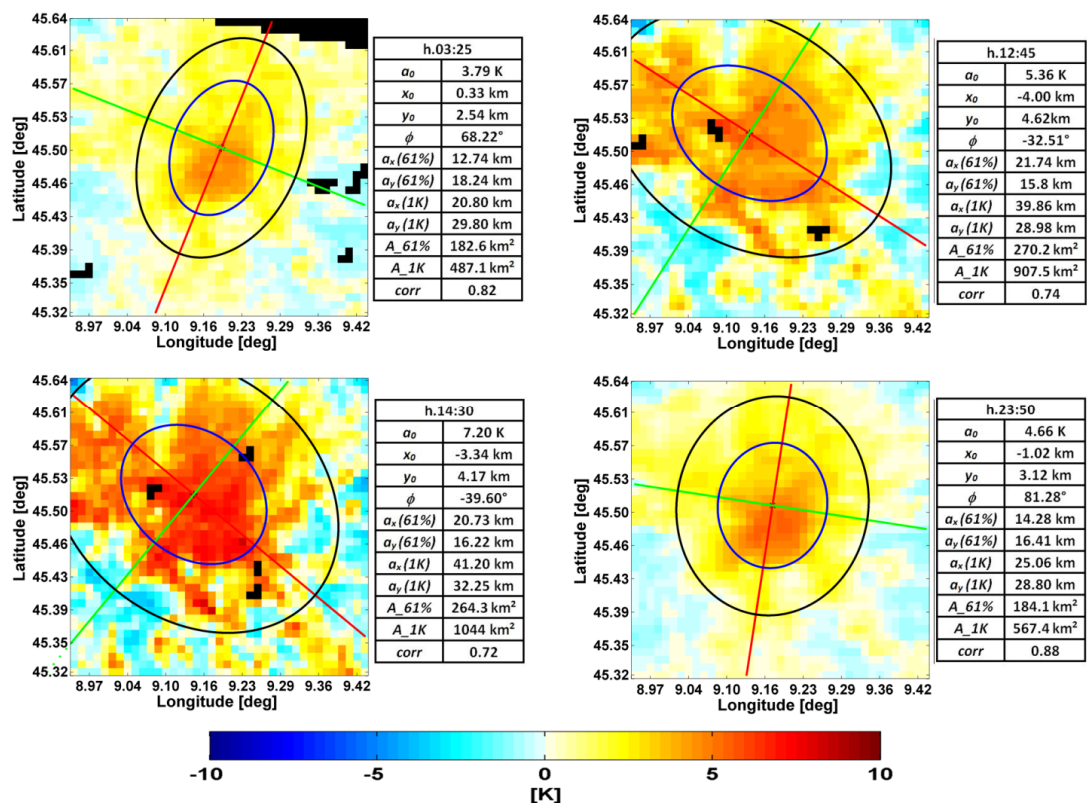 45.64
45.61
45.57
45.53
45.50
45.46
45.43
45.39
45.35
45.32
Latitude [deg]
8.97 9.04 9.10 9.16 9.23 9.29 9.36 9.42
Longitude [deg]
h.03:25
a₀ 3.79 K
x₀ 0.33 km
y₀ 2.54 km
ϕ 68.22°
aₓ (61%) 12.74 km
a_y (61%) 18.24 km
aₓ (1K) 20.80 km
a_y (1K) 29.80 km
A_61% 182.6 km²
A_1K 487.1 km²
corr 0.82
45.64
45.61
45.57
45.53
45.50
45.46
45.43
45.39
45.35
45.32
Latitude [deg]
8.97 9.04 9.10 9.16 9.23 9.29 9.36 9.42
Longitude [deg]
h.12:45
a₀ 5.36 K
x₀ -4.00 km
y₀ 4.62km
ϕ -32.51°
aₓ (61%) 21.74 km
a_y (61%) 15.8 km
aₓ (1K) 39.86 km
a_y (1K) 28.98 km
A_61% 270.2 km²
A_1K 907.5 km²
corr 0.74
45.64
45.61
45.57
45.53
45.50
45.46
45.43
45.39
45.35
45.32
Latitude [deg]
8.97 9.04 9.10 9.16 9.23 9.29 9.36 9.42
Longitude [deg]
h.14:30
a₀ 7.20 K
x₀ -3.34 km
y₀ 4.17 km
ϕ -39.60°
aₓ (61%) 20.73 km
a_y (61%) 16.22 km
aₓ (1K) 41.20 km
a_y (1K) 32.25 km
A_61% 264.3 km²
A_1K 1044 km²
corr 0.72
45.64
45.61
45.57
45.53
45.50
45.46
45.43
45.39
45.35
45.32
Latitude [deg]
8.97 9.04 9.10 9.16 9.23 9.29 9.36 9.42
Longitude [deg]
h.23:50
a₀ 4.66 K
x₀ -1.02 km
y₀ 3.12 km
ϕ 81.28°
aₓ (61%) 14.28 km
a_y (61%) 16.41 km
aₓ (1K) 25.06 km
a_y (1K) 28.80 km
A_61% 184.1 km²
A_1K 567.4 km²
corr 0.88
-10 -5 0 5 10
[K]